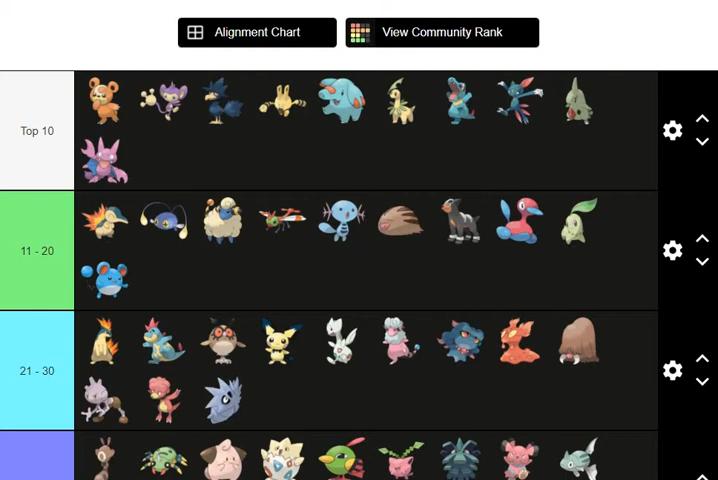 Alignment Chart
View Community Rank
Top 10
11 - 20
21 - 30